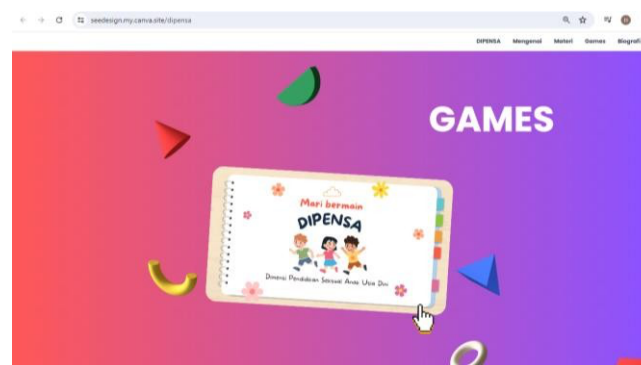 seedesign.my.canva.site/dipensa
DIPENSA Mengenai Materi Games Biografi
GAMES
Mari bermain
DIPENSA
Dimensi Pendidikan Seksual Anak Usia Dini